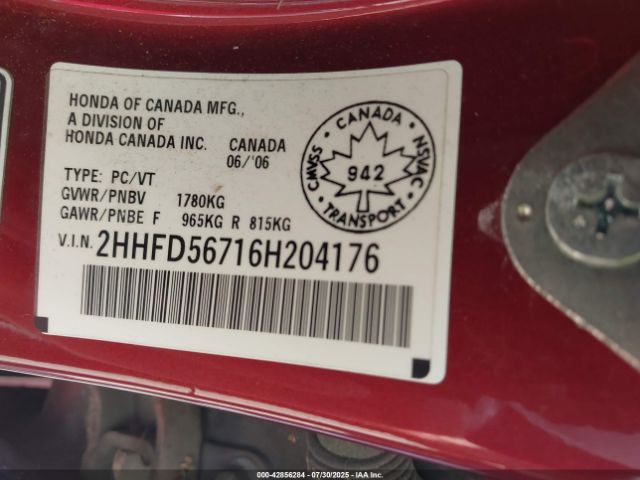 HONDA OF CANADA MFG.,
A DIVISION OF
HONDA CANADA INC. CANADA
06/'06
TYPE: PC/VT
GVWR/PNBV 1780KG
GAWR/PNBE F 965KG R 815KG
V.I.N. 2HHFD56716H204176
CANADA
CMVSS
NSVAC
942
TRANSPORT
000-42856284 - 07/30/2025 - IAA Inc.